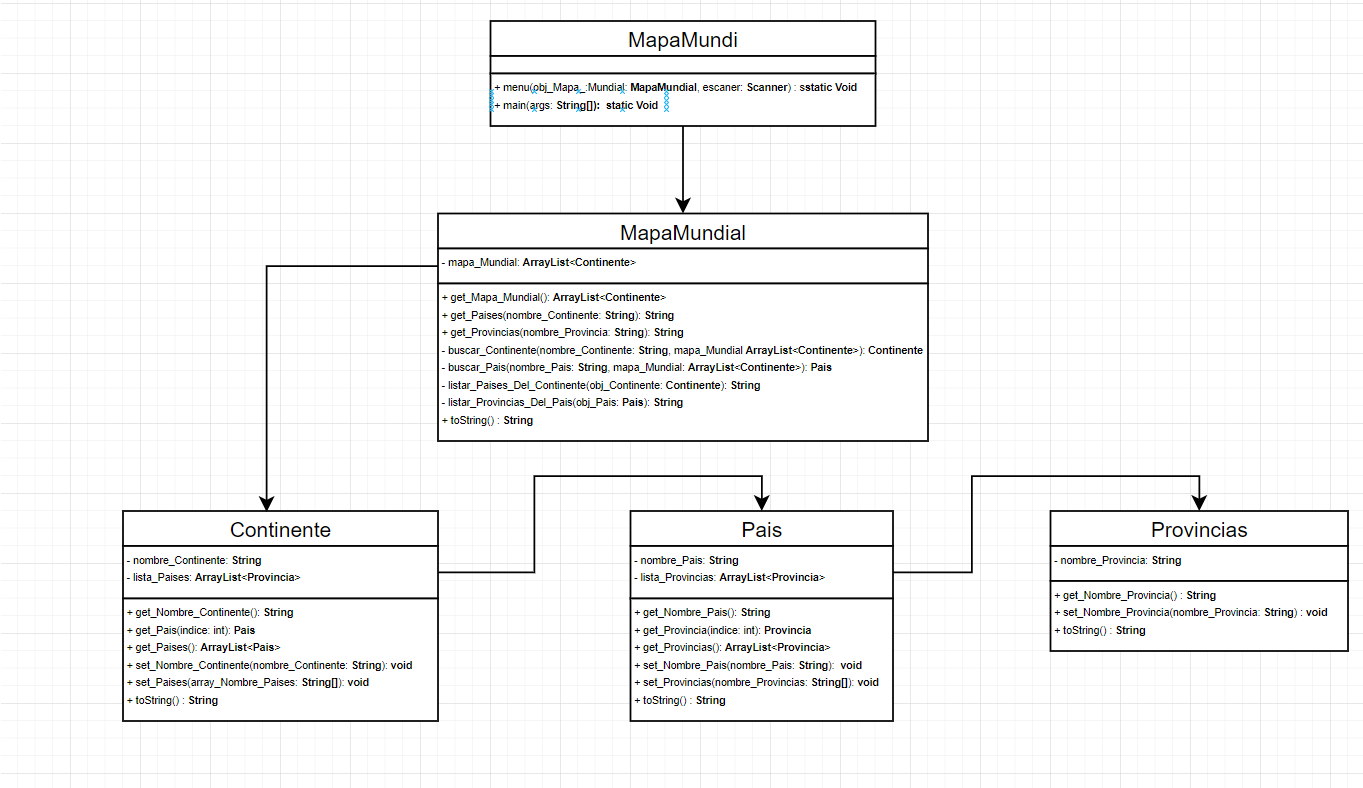 MapaMundi
+ menu(obj_Mapa_:Mundial: MapaMundial, escaner: Scanner) : sstatic Void
+ main(args: String[]): static Void
MapaMundial
- mapa_Mundial: ArrayList<Continente>
+ get_Mapa_Mundial(): ArrayList<Continente>
+ get_Paises(nombre_Continente: String): String
+ get_Provincias(nombre_Provincia: String): String
- buscar_Continente(nombre_Continente: String, mapa_Mundial ArrayList<Continente>): Continente
- buscar_Pais(nombre_Pais: String, mapa_Mundial: ArrayList<Continente>): Pais
- listar_Paises_Del_Continente(obj_Continente: Continente): String
- listar_Provincias_Del_Pais(obj_Pais: Pais): String
+ toString() : String
Continente
- nombre_Continente: String
- lista_Paises: ArrayList<Provincia>
+ get_Nombre_Continente(): String
+ get_Pais(indice: int): Pais
+ get_Paises(): ArrayList<Pais>
+ set_Nombre_Continente(nombre_Continente: String): void
+ set_Paises(array_Nombre_Paises: String[]): void
+ toString() : String
Pais
- nombre_Pais: String
- lista_Provincias: ArrayList<Provincia>
+ get_Nombre_Pais(): String
+ get_Provincia(indice: int): Provincia
+ get_Provincias(): ArrayList<Provincia>
+ set_Nombre_Pais(nombre_Pais: String): void
+ set_Provincias(nombre_Provincias: String[]): void
+ toString() : String
Provincias
- nombre_Provincia: String
+ get_Nombre_Provincia() : String
+ set_Nombre_Provincia(nombre_Provincia: String) : void
+ toString() : String